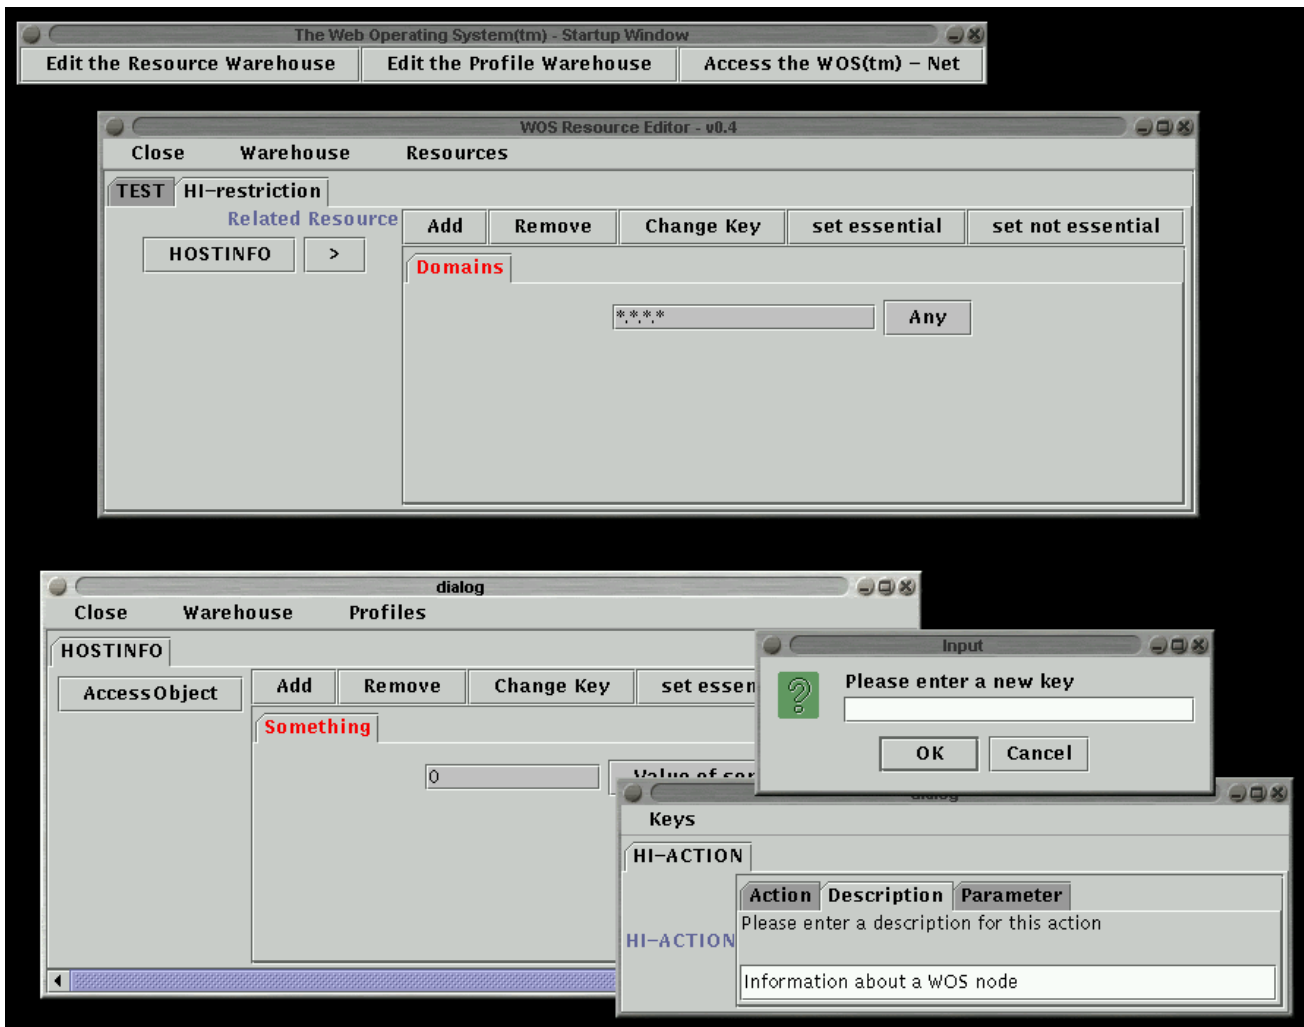 The Web Operating System(tm) - Startup Window
Edit the Resource Warehouse Edit the Profile Warehouse Access the WOS(tm) – Net
WOS Resource Editor - v0.4
Close Warehouse Resources
TEST HI–restriction
Related Resource Add Remove Change Key set essential set not essential
HOSTINFO >
Domains
*.*.*.* Any
dialog
Close Warehouse Profiles
HOSTINFO
AccessObject Add Remove Change Key set essen
Something
0
Input
Please enter a new key
OK Cancel
Keys
HI–ACTION
Action Description Parameter
Please enter a description for this action
HI–ACTION
Information about a WOS node